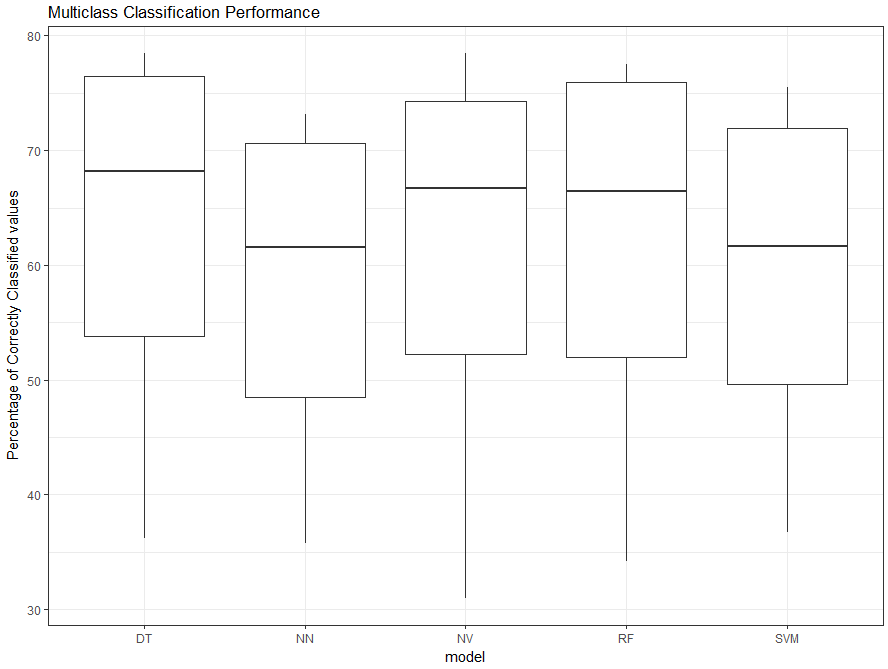 Multiclass Classification Performance
Percentage of Correctly Classified values
80
70
60
50
40
30
DT NN NV RF SVM
model